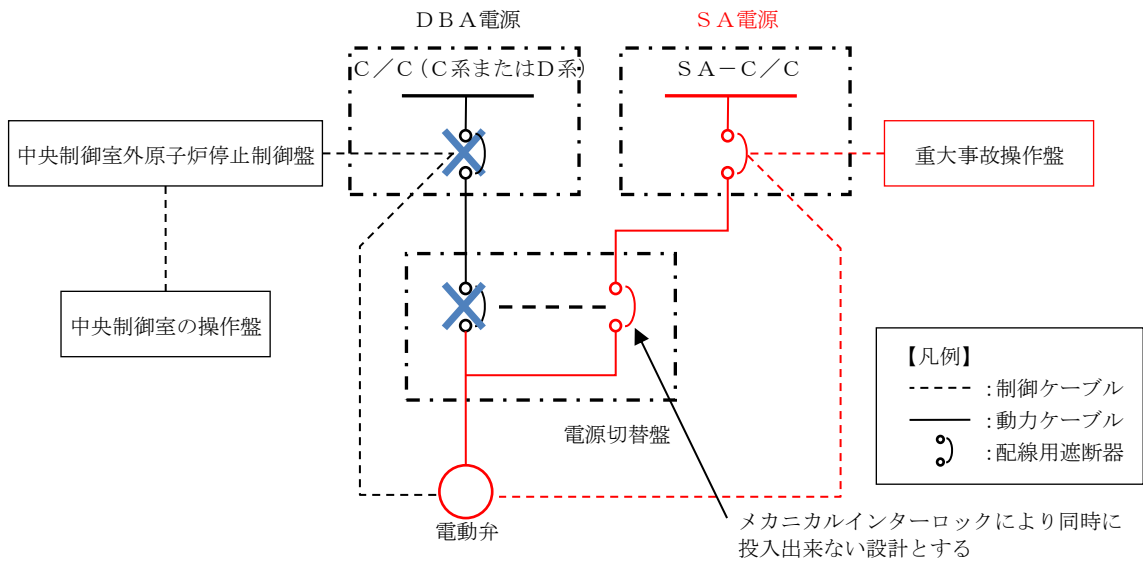 DBA電源
SA電源
C/C(C系またはD系)
SA-C/C
中央制御室外原子炉停止制御盤
重大事故操作盤
中央制御室の操作盤
【凡例】
:制御ケーブル
:動力ケーブル
:配線用遮断器
電源切替盤
電動弁
メカニカルインターロックにより同時に
投入出来ない設計とする